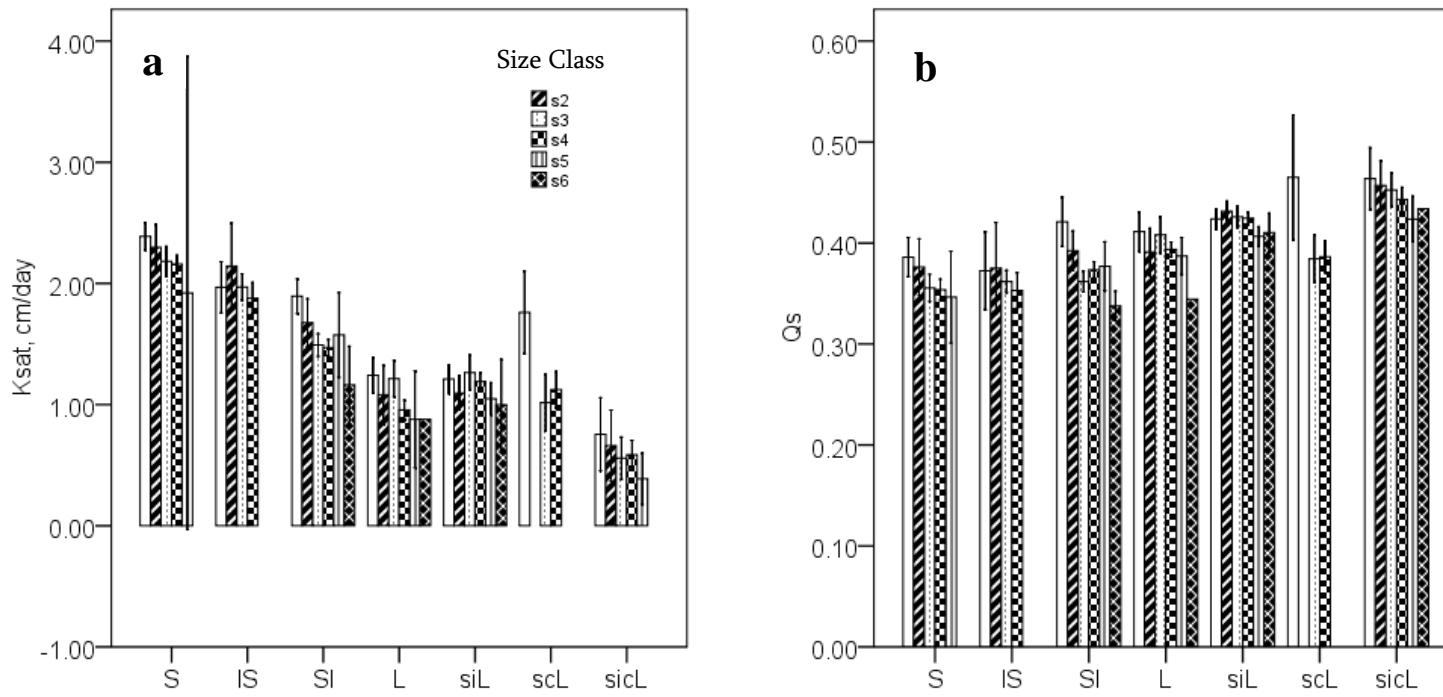 a
Size Class
s2
s3
s4
s5
s6
4.00
3.00
2.00
1.00
0.00
-1.00
Ksat, cm/day
S lS Sl L siL scL sicL
b
0.60
0.50
0.40
0.30
0.20
0.10
0.00
Qs
S lS Sl L siL scL sicL